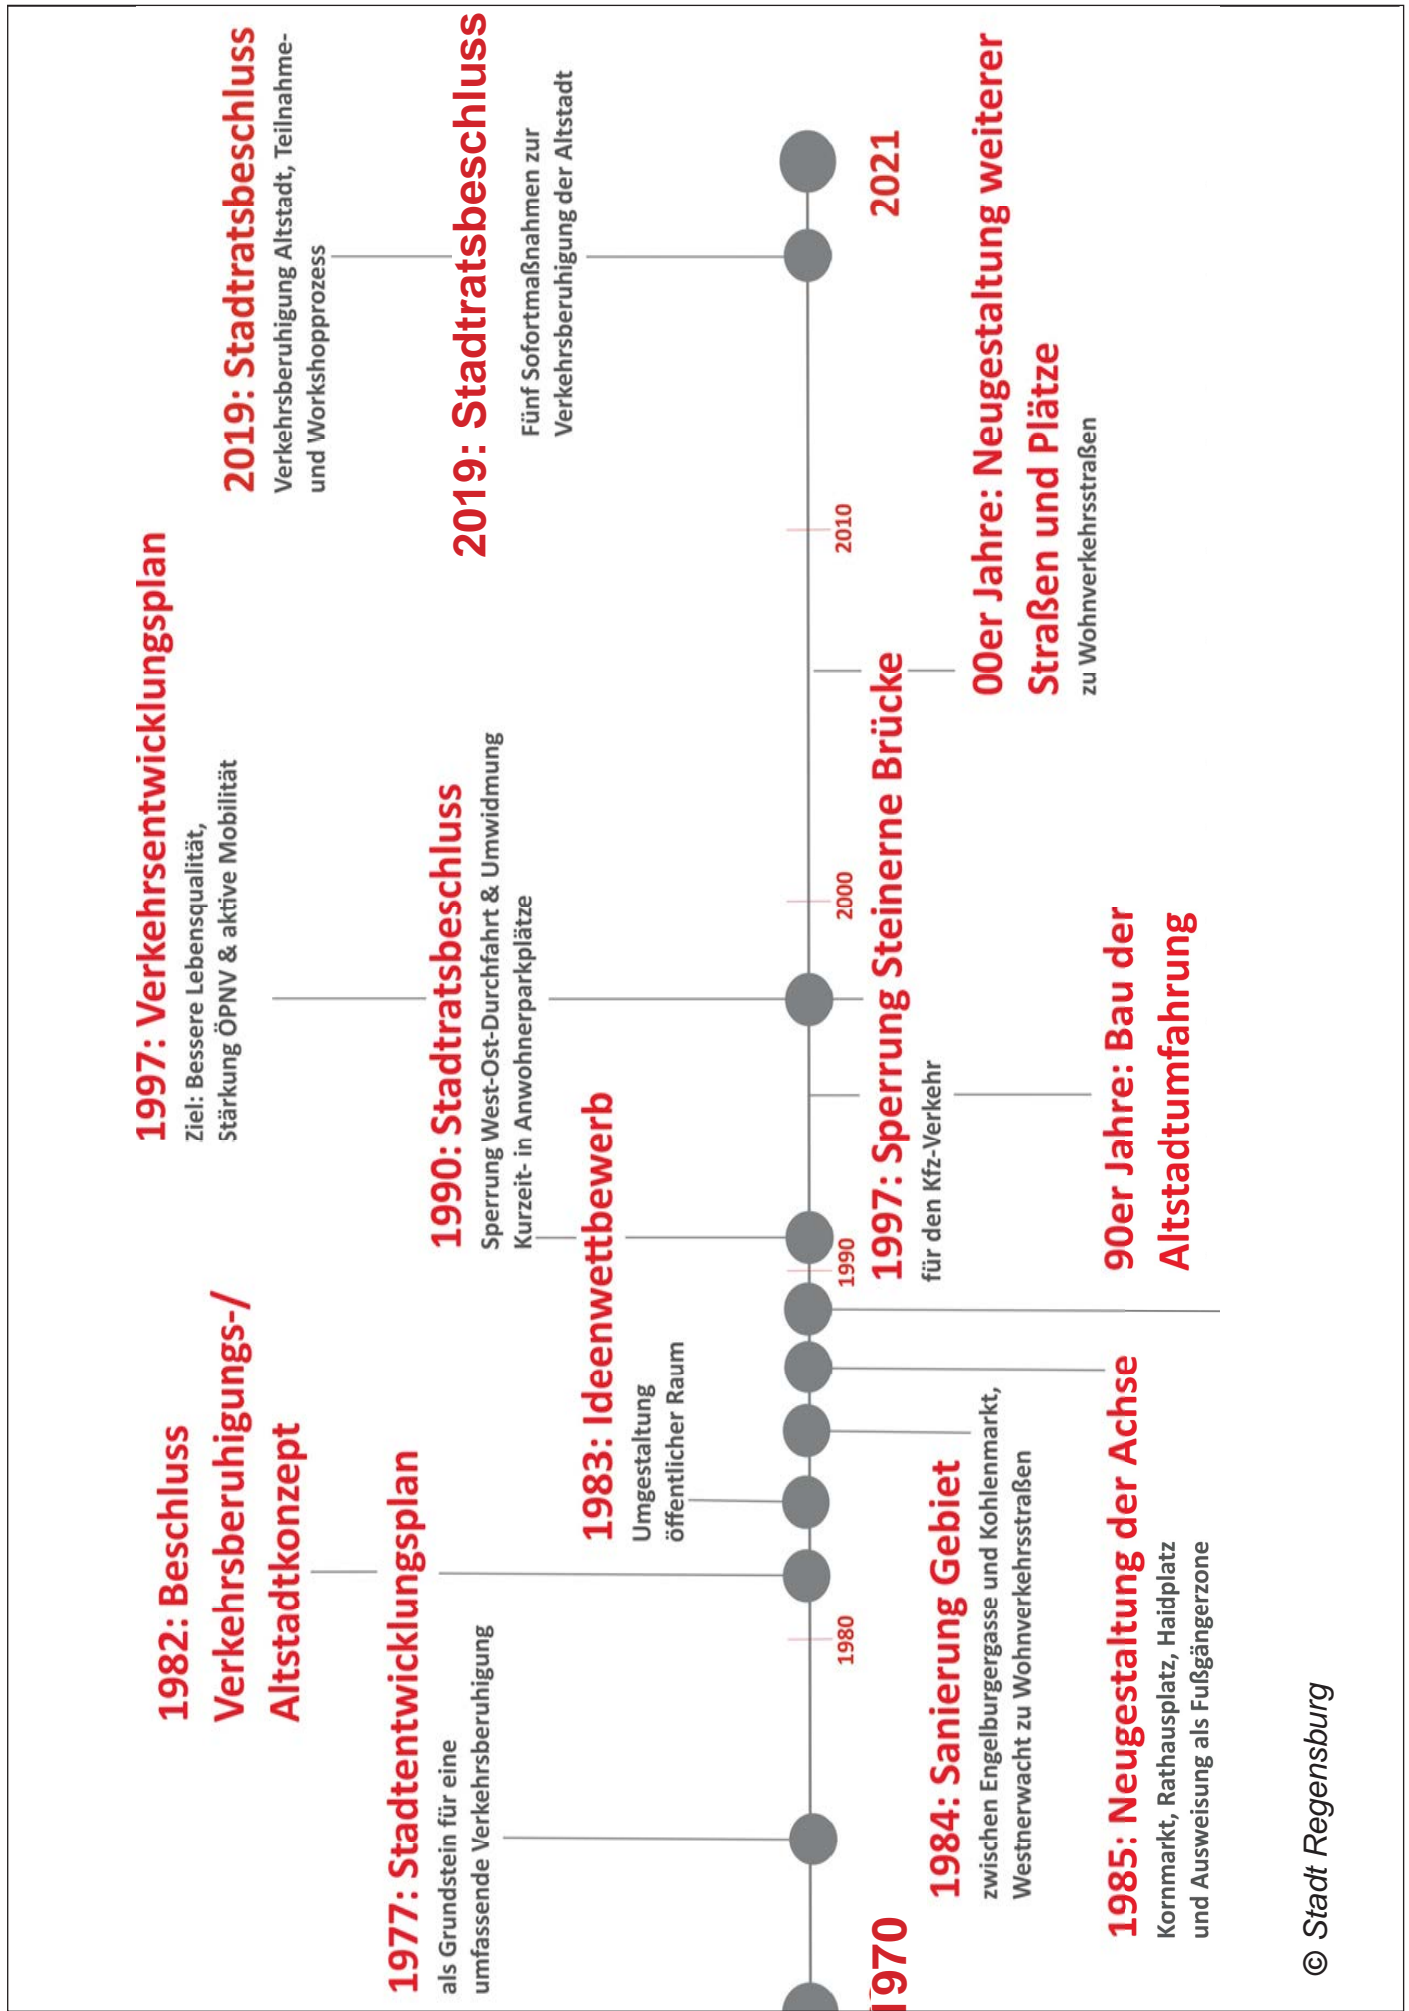 1997: Verkehrsentwicklungsplan
Ziel: Bessere Lebensqualität,
Stärkung ÖPNV & aktive Mobilität
1982: Beschluss
Verkehrsberuhigungs-/
Altstadtkonzept
2019: Stadtratsbeschluss
Verkehrsberuhigung Altstadt, Teilnahme-
und Workshopprozess
1977: Stadtentwicklungsplan
als Grundstein für eine
umfassende Verkehrsberuhigung
1990: Stadtratsbeschluss
Sperrung West-Ost-Durchfahrt & Umwidmung
Kurzeit- in Anwohnerparkplätze
2019: Stadtratsbeschluss
Fünf Sofortmaßnahmen zur
Verkehrsberuhigung der Altstadt
1983: Ideenwettbewerb
Umgestaltung
öffentlicher Raum
1980
1990
2000
2010
1970
2021
1997: Sperrung Steinerne Brücke
für den Kfz-Verkehr
1984: Sanierung Gebiet
zwischen Engelburgergasse und Kohlenmarkt,
Westnerwacht zu Wohnverkehrsstraßen
00er Jahre: Neugestaltung weiterer
Straßen und Plätze
zu Wohnverkehrsstraßen
1985: Neugestaltung der Achse
Kornmarkt, Rathausplatz, Haidplatz
und Ausweisung als Fußgängerzone
90er Jahre: Bau der
Altstadtumfahrung
© Stadt Regensburg